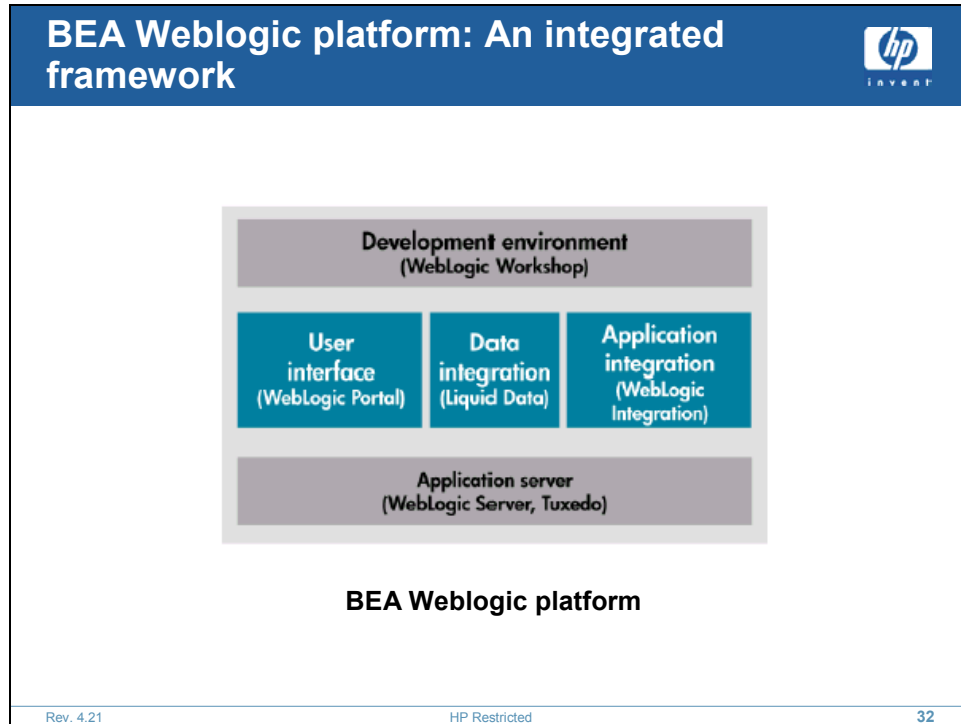 BEA Weblogic platform: An integrated
framework
hp
invent
Development environment
(WebLogic Workshop)
User
interface
(WebLogic Portal)
Data
integration
(Liquid Data)
Application
integration
(WebLogic
Integration)
Application server
(WebLogic Server, Tuxedo)
BEA Weblogic platform
Rev. 4.21
HP Restricted
32